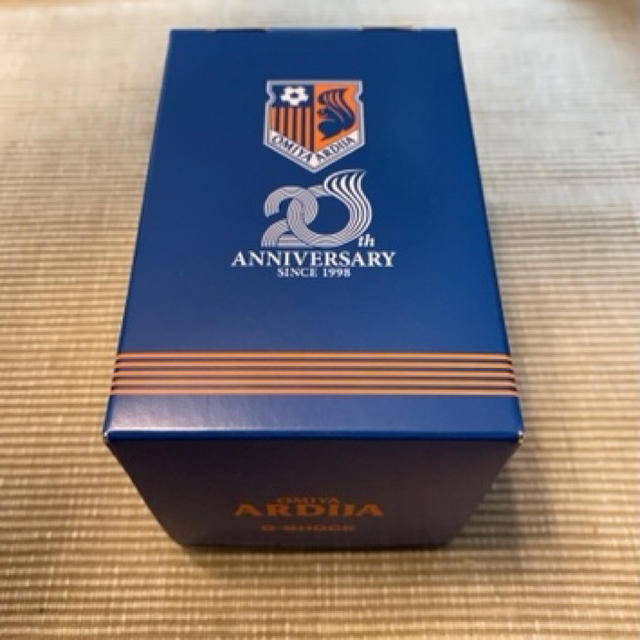 OMIYA ARDIJA
20th
ANNIVERSARY
SINCE 1998
OMIYA
ARDIJA
G-SHOCK